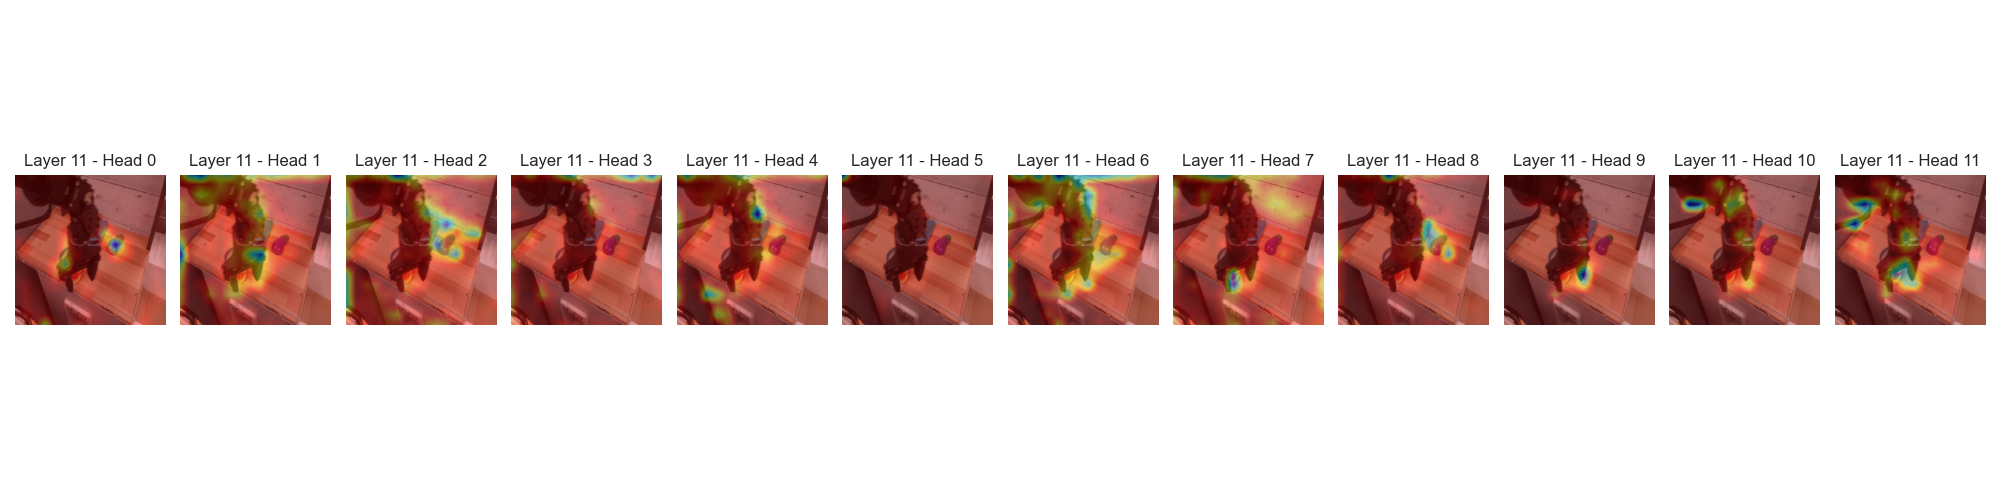 Layer 11 - Head 0
Layer 11 - Head 1
Layer 11 - Head 2
Layer 11 - Head 3
Layer 11 - Head 4
Layer 11 - Head 5
Layer 11 - Head 6
Layer 11 - Head 7
Layer 11 - Head 8
Layer 11 - Head 9
Layer 11 - Head 10
Layer 11 - Head 11